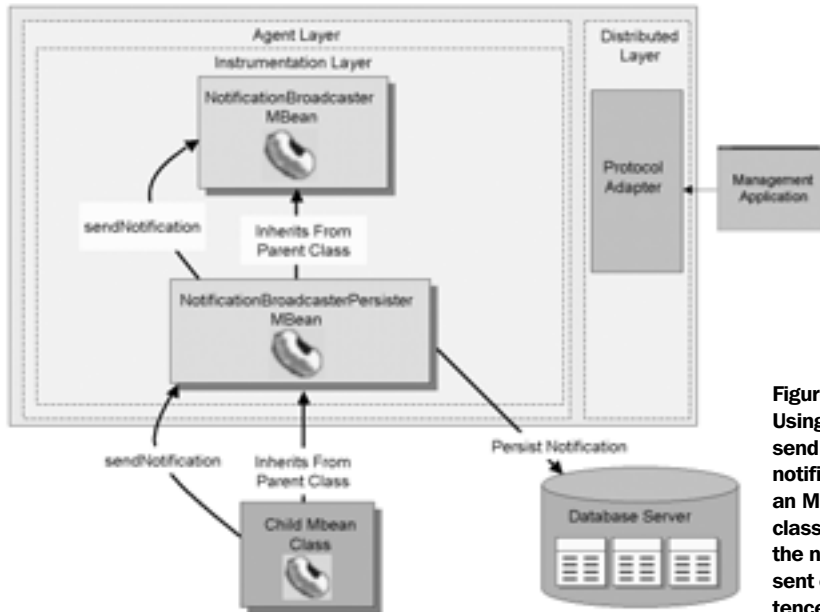 Agent Layer
Distributed
Layer
Instrumentation Layer
NotificationBroadcaster
MBean
Protocol
Adapter
Management
Application
sendNotification
Inherits From
Parent Class
NotificationBroadcasterPersister
MBean
sendNotification
Inherits From
Parent Class
Persist Notification
Child Mbean
Class
Database Server
Using
send
an M
class
the n
sent
tence